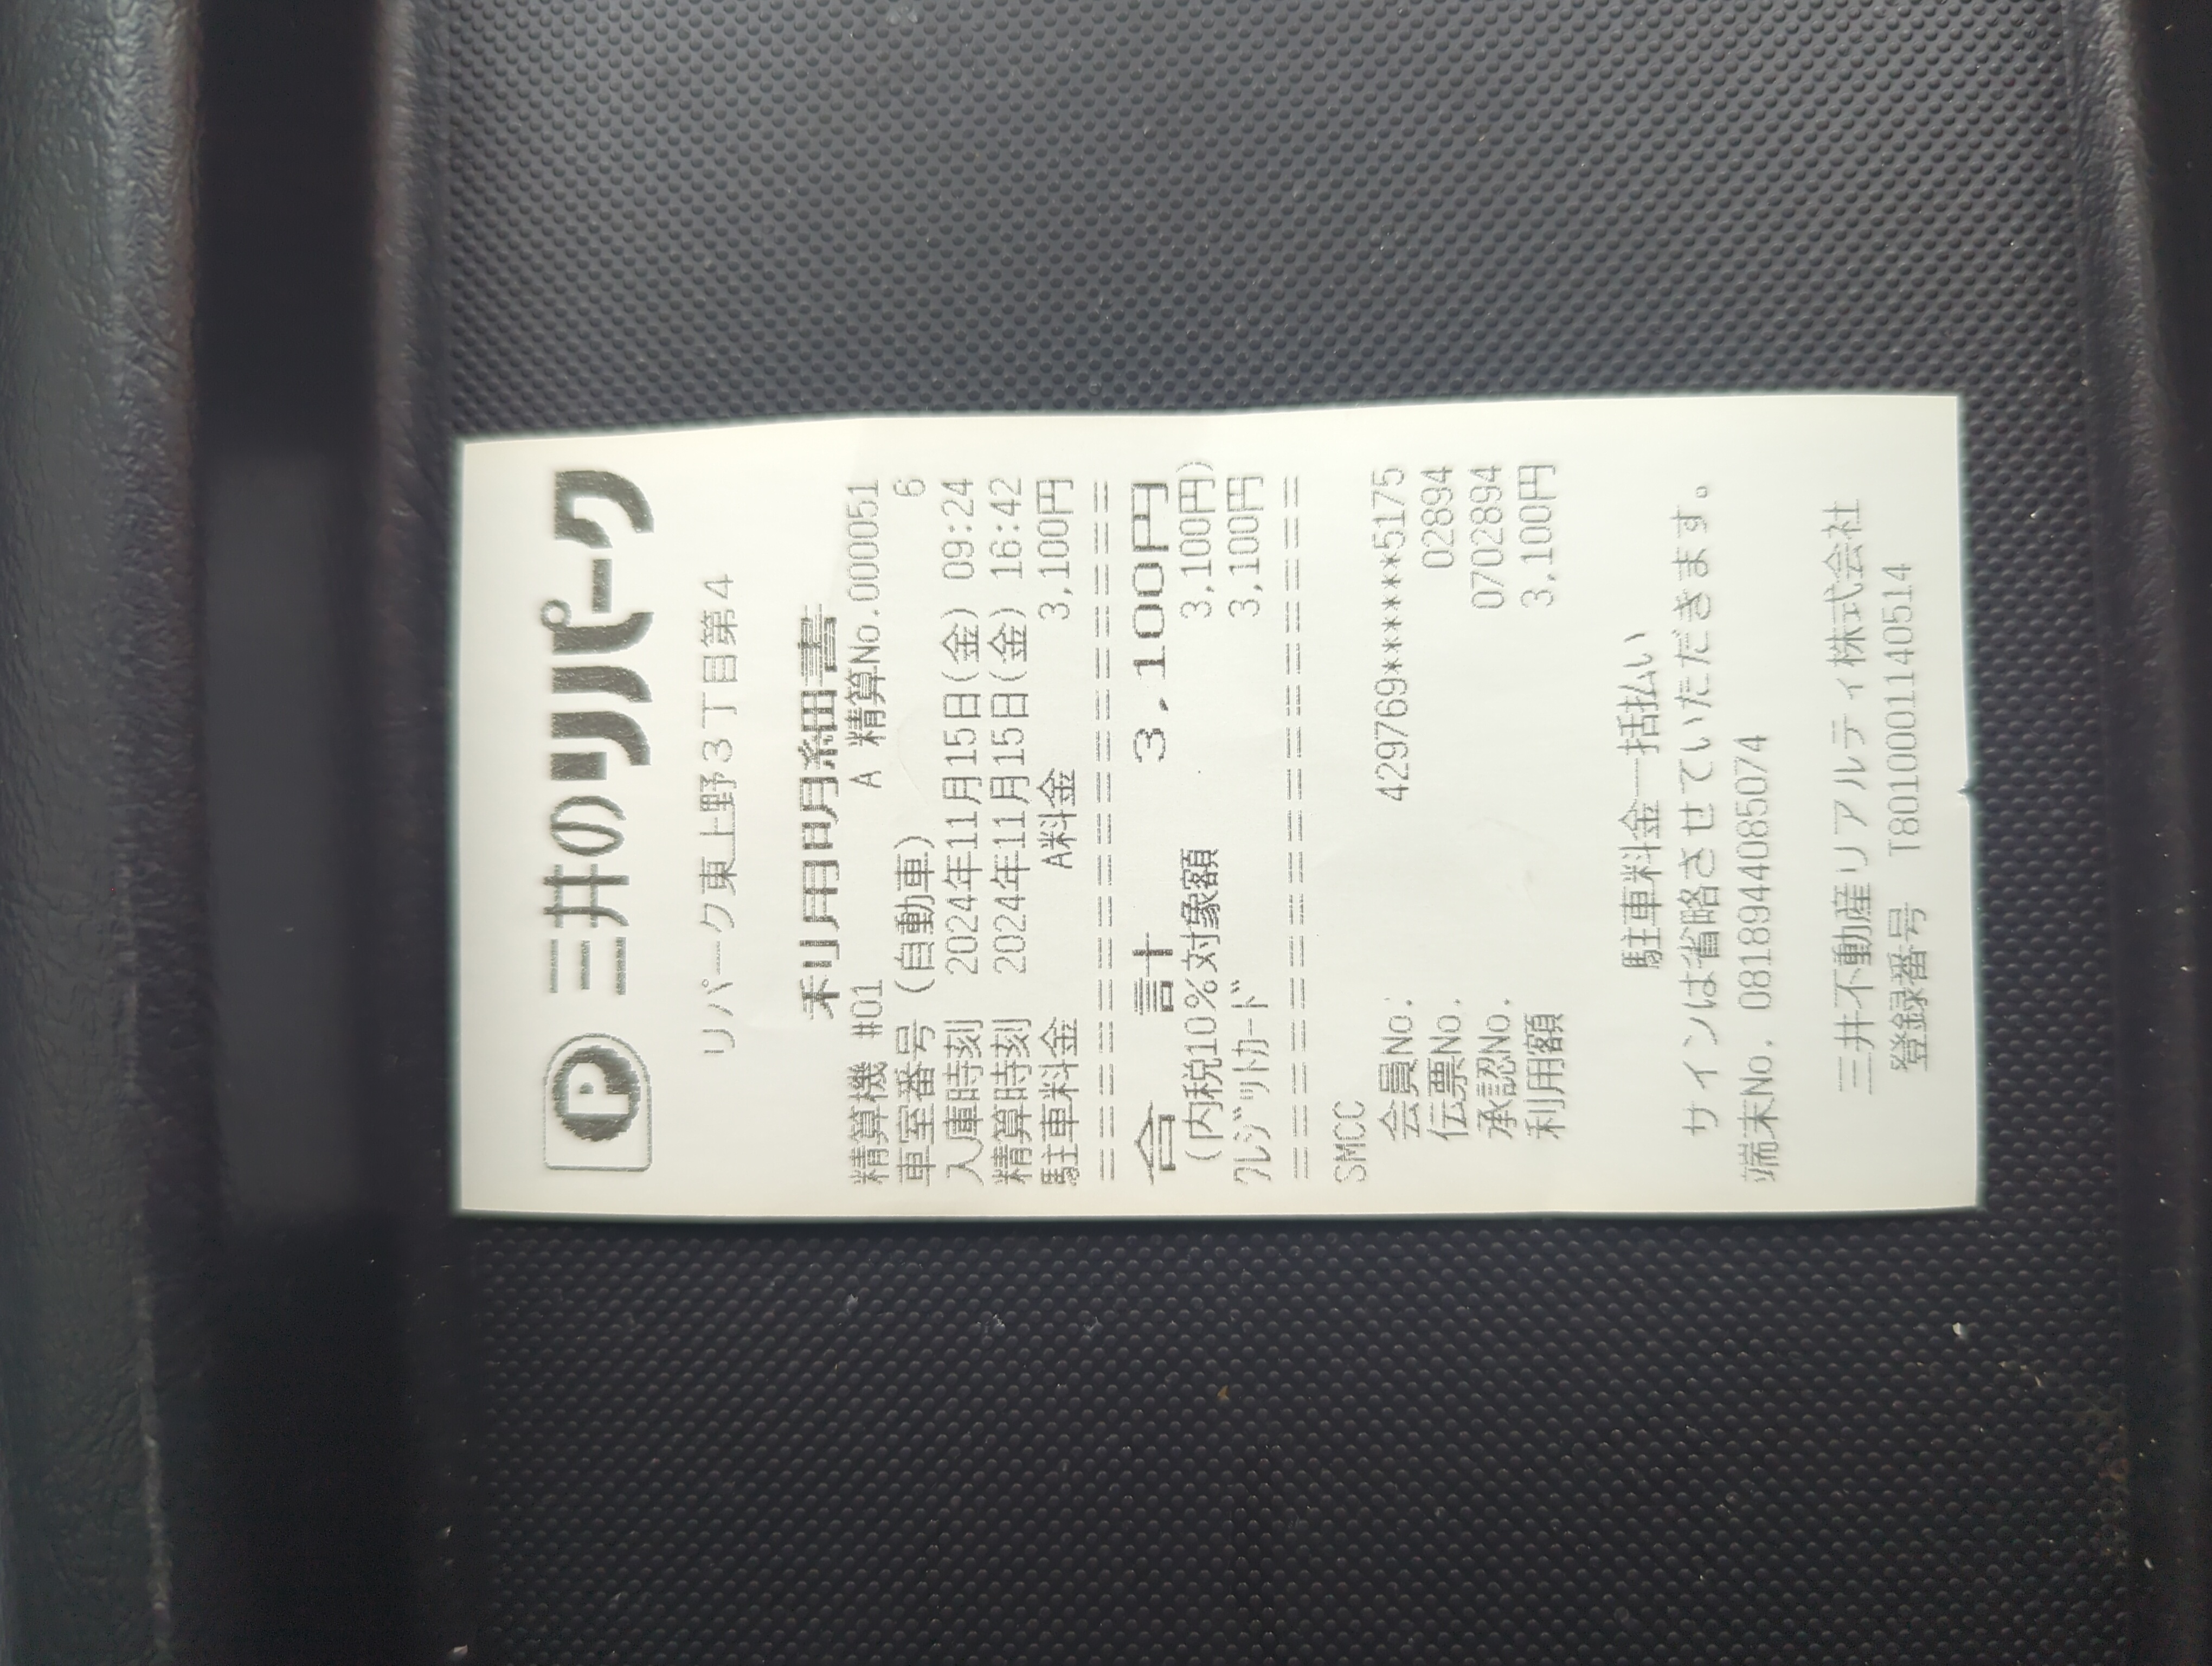 P 三井のリパーク
リパーク東上野3丁目第4
利用明細書
精算機 #01 A 精算No.000051
車室番号 (自動車) 6
入庫時刻 2024年11月15日(金) 09:24
精算時刻 2024年11月15日(金) 16:42
駐車料金 A料金 3,100円
==================
合 計 3,100円
(内税10%対象額 3,100円)
ｸﾚｼﾞｯﾄｶｰﾄﾞ 3,100円
==================
SMCC
会員No: 429769******5175
伝票No. 02894
承認No. 0702894
利用額 3,100円
駐車料金一括払い
サインは省略させていただきます。
端末No. 0818944085074
三井不動産リアルティ株式会社
登録番号 T8010001140514